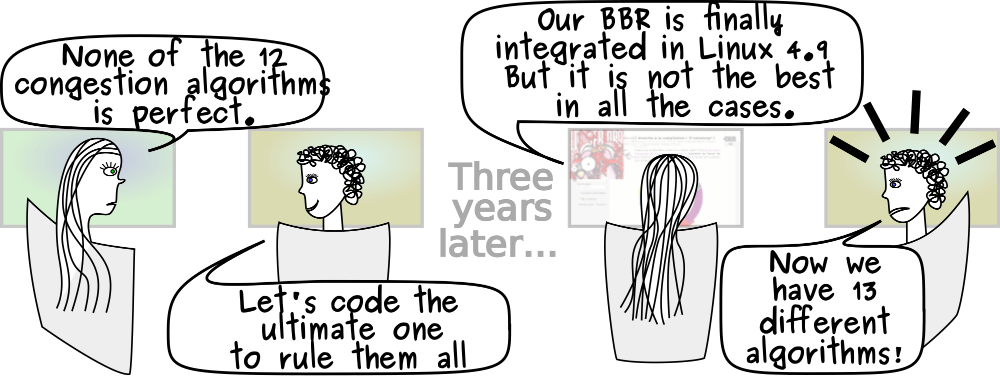 None of the 12
congestion algorithms
is perfect.
Let's code the
ultimate one
to rule them all
Three
years
later...
Our BBR is finally
integrated in Linux 4.9
But it is not the best
in all the cases.
Now we
have 13
different
algorithms!